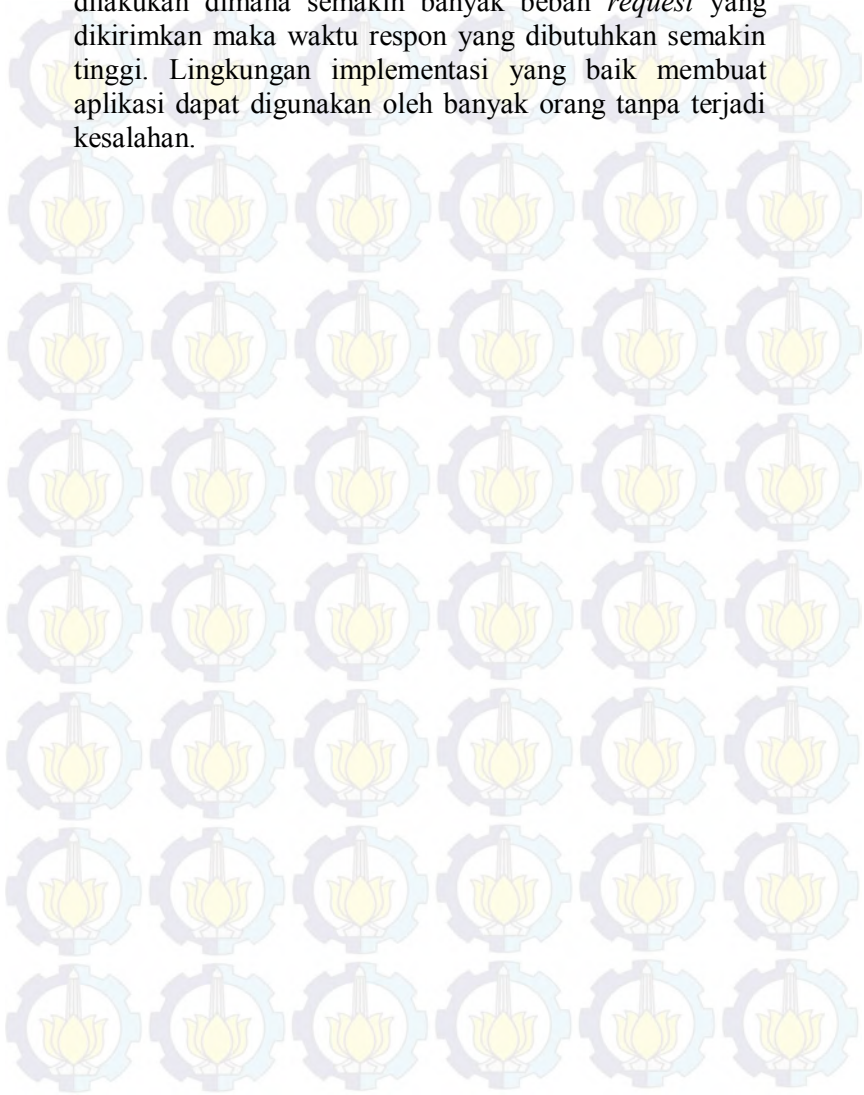 dilakukan dimana semakin banyak beban request yang
dikirimkan maka waktu respon yang dibutuhkan semakin
tinggi. Lingkungan implementasi yang baik membuat
aplikasi dapat digunakan oleh banyak orang tanpa terjadi
kesalahan.